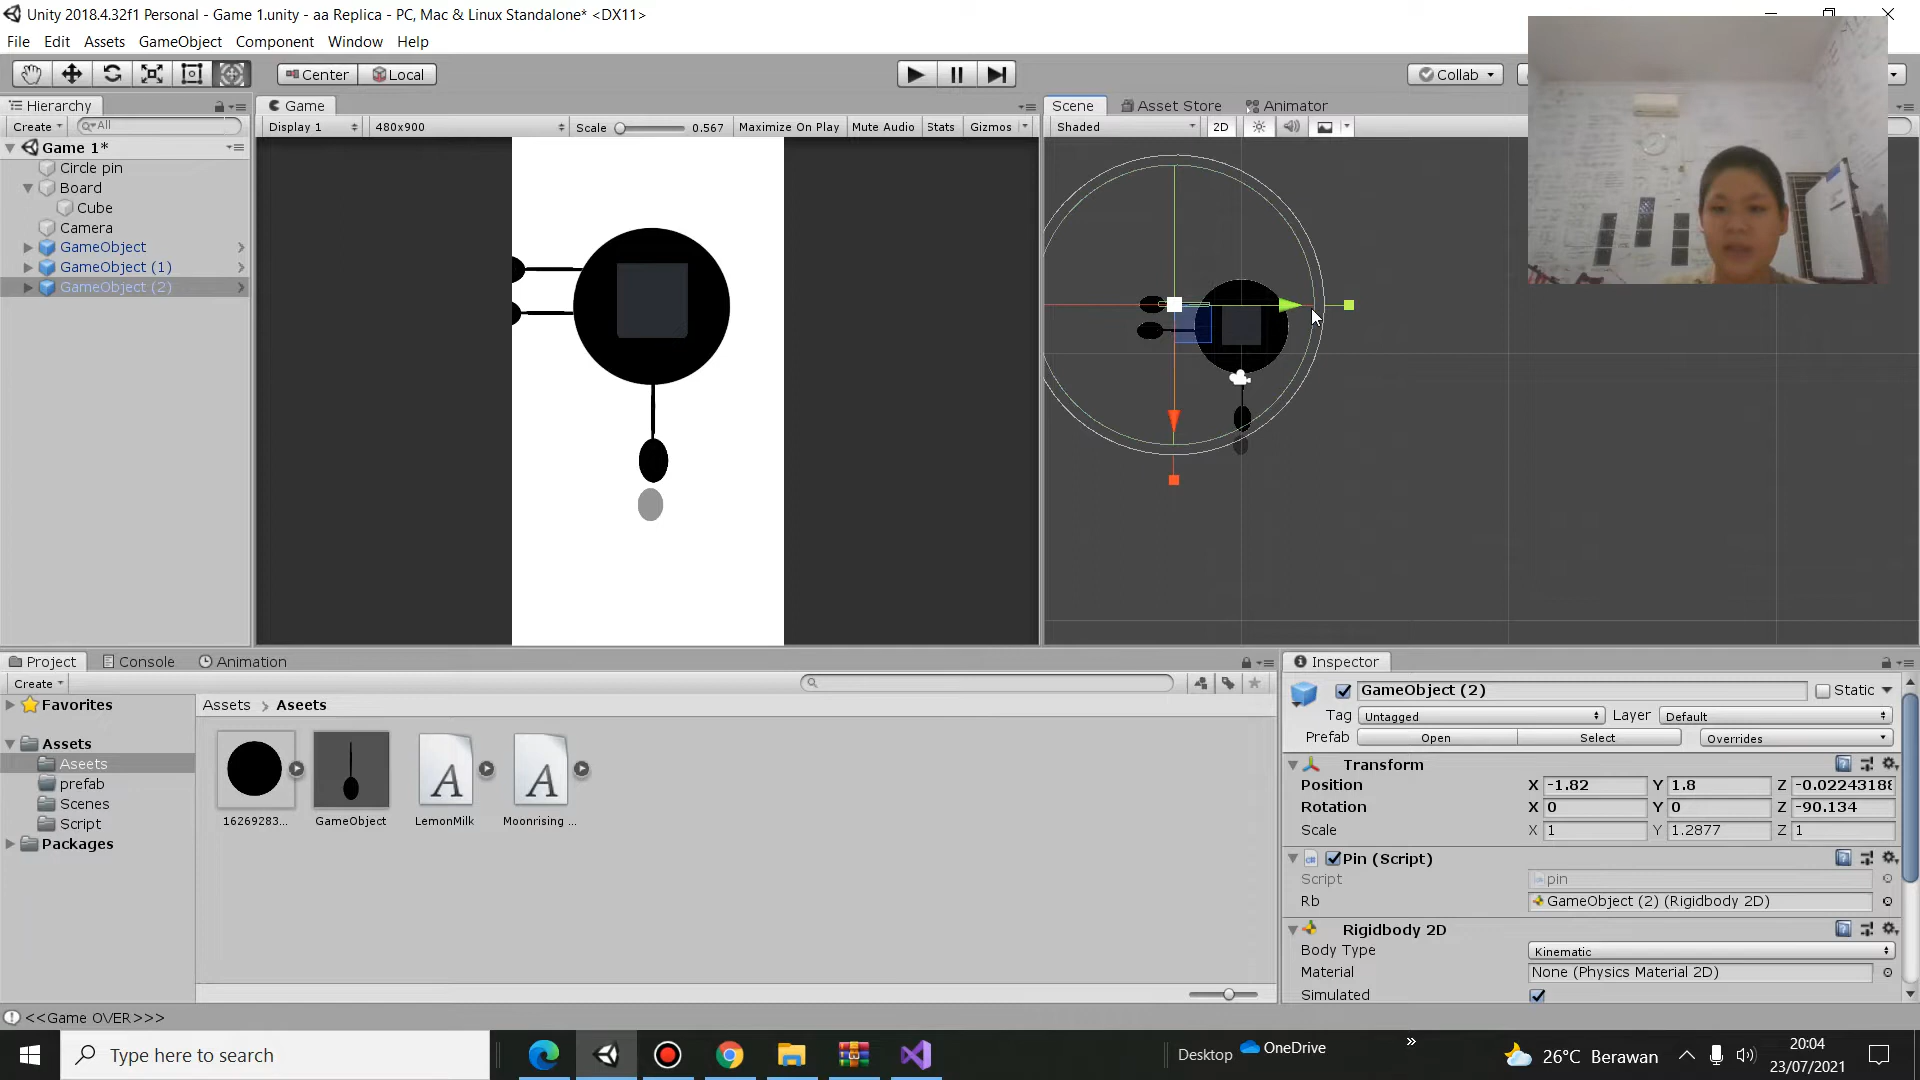 Unity 2018.4.32f1 Personal - Game 1.unity - aa Replica - PC, Mac & Linux Standalone* <DX11>
File Edit Assets GameObject Component Window Help
Center Local Collab
Hierarchy Game Scene Asset Store Animator
Create All Display 1 480x900 Scale 0.567 Maximize On Play Mute Audio Stats Gizmos Shaded 2D
Game 1*
Circle pin
Board
Cube
Camera
GameObject
GameObject (1)
GameObject (2)
Project Console Animation
Create
Favorites
Assets
Aseets
prefab
Scenes
Script
Packages
Assets > Aseets
16269283... GameObject LemonMilk Moonrising ...
Inspector
GameObject (2) Static
Tag Untagged Layer Default
Prefab Open Select Overrides
Transform
Position X -1.82 Y 1.8 Z -0.0224318
Rotation X 0 Y 0 Z -90.134
Scale X 1 Y 1.2877 Z 1
Pin (Script)
Script pin
Rb GameObject (2) (Rigidbody 2D)
Rigidbody 2D
Body Type Kinematic
Material None (Physics Material 2D)
Simulated
<<Game OVER>>>
Type here to search
Desktop OneDrive » 26°C Berawan 20:04
23/07/2021